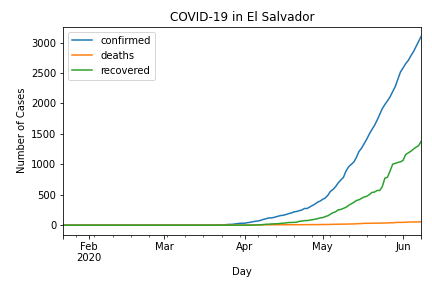 COVID-19 in El Salvador
confirmed
deaths
recovered
Number of Cases
3000
2500
2000
1500
1000
500
0
Feb
2020
Mar
Apr
May
Jun
Day